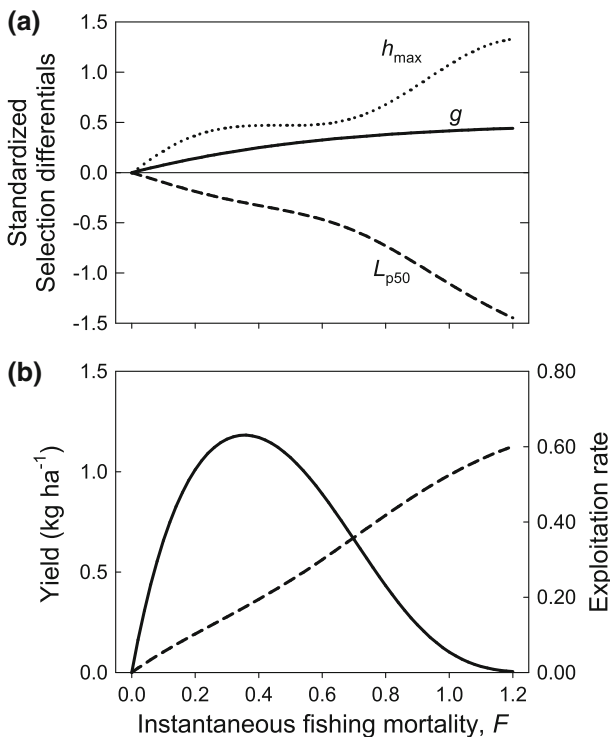 (a)
1.5
1.0
0.5
0.0
-0.5
-1.0
-1.5
Standardized
Selection differentials
hmax
g
Lp50
(b)
1.5
1.0
0.5
0.0
Yield (kg ha-1)
0.80
0.60
0.40
0.20
0.00
Exploitation rate
0.0 0.2 0.4 0.6 0.8 1.0 1.2
Instantaneous fishing mortality, F